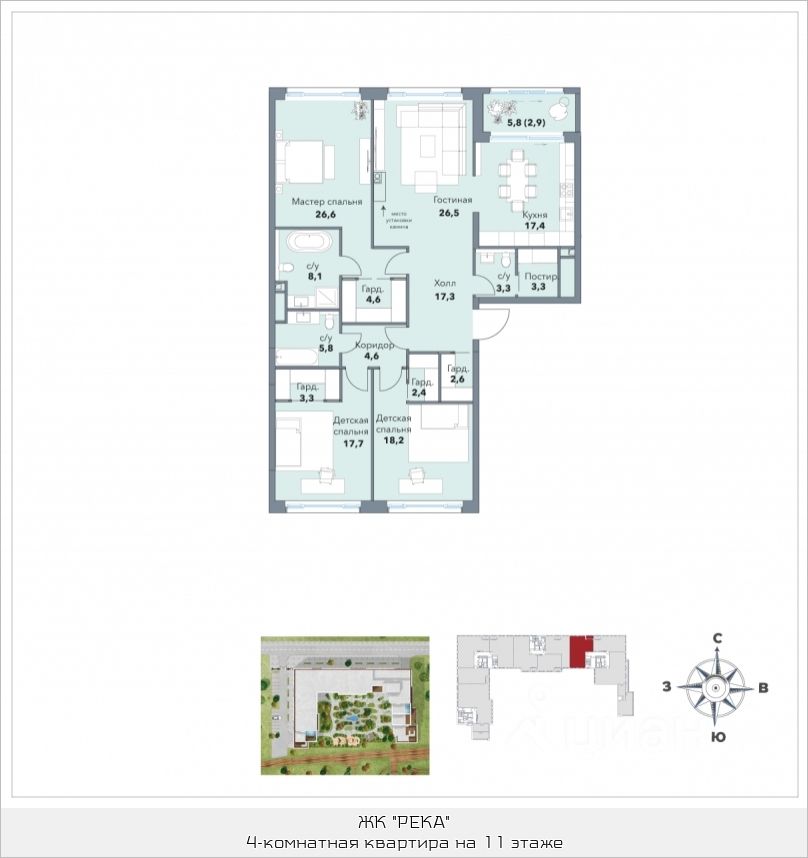 5,8 (2,9)
Мастер спальня
26,6
Гостиная
26,5
Кухня
17,4
место
установки
камина
с/у
8,1
Гард.
4,6
Холл
17,3
с/у
3,3
Постир.
3,3
с/у
5,8
Коридор
4,6
Гард.
3,3
Гард.
2,4
Гард.
2,6
Детская
спальня
17,7
Детская
спальня
18,2
С
З
В
Ю
циан
ЖК "РЕКА"
4-комнатная квартира на 11 этаже